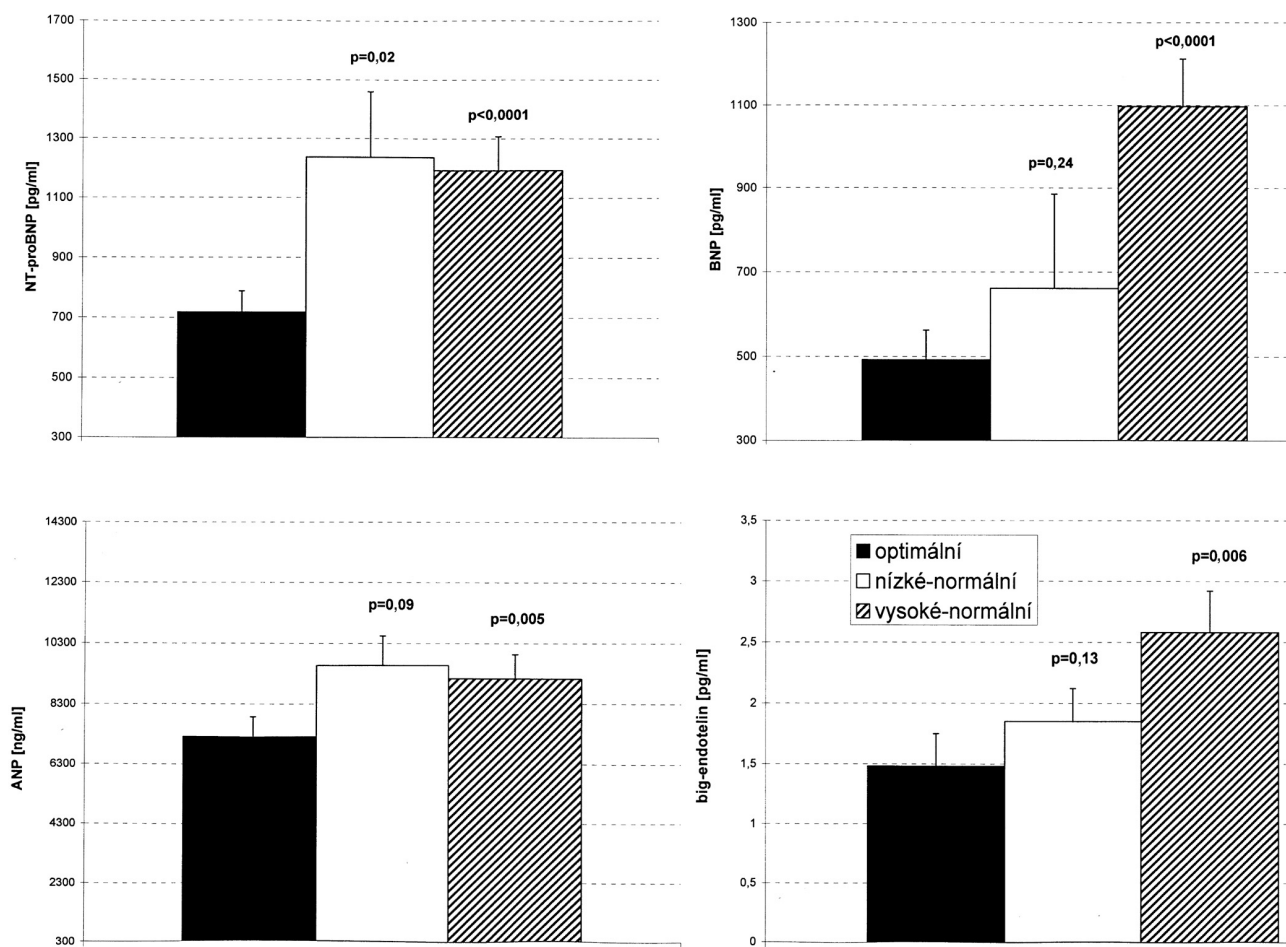 1700
1500
1300
1100
900
700
500
300
NT-proBNP [pg/ml]
p=0,02
p<0,0001
1300
1100
900
700
500
300
BNP [pg/ml]
p=0,24
p<0,0001
14300
12300
10300
8300
6300
4300
2300
300
ANP [ng/ml]
p=0,09
p=0,005
3,5
3
2,5
2
1,5
1
0,5
0
big-endotelin [pg/ml]
optimální
nízké-normální
vysoké-normální
p=0,13
p=0,006